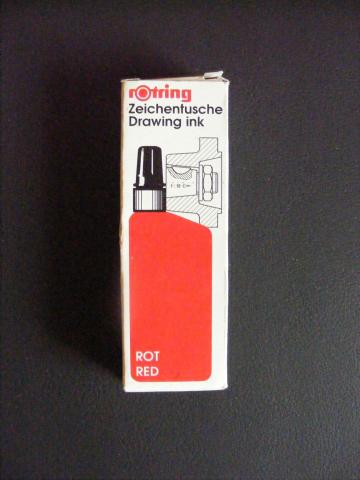 rotring
Zeichentusche
Drawing ink
ROT
RED